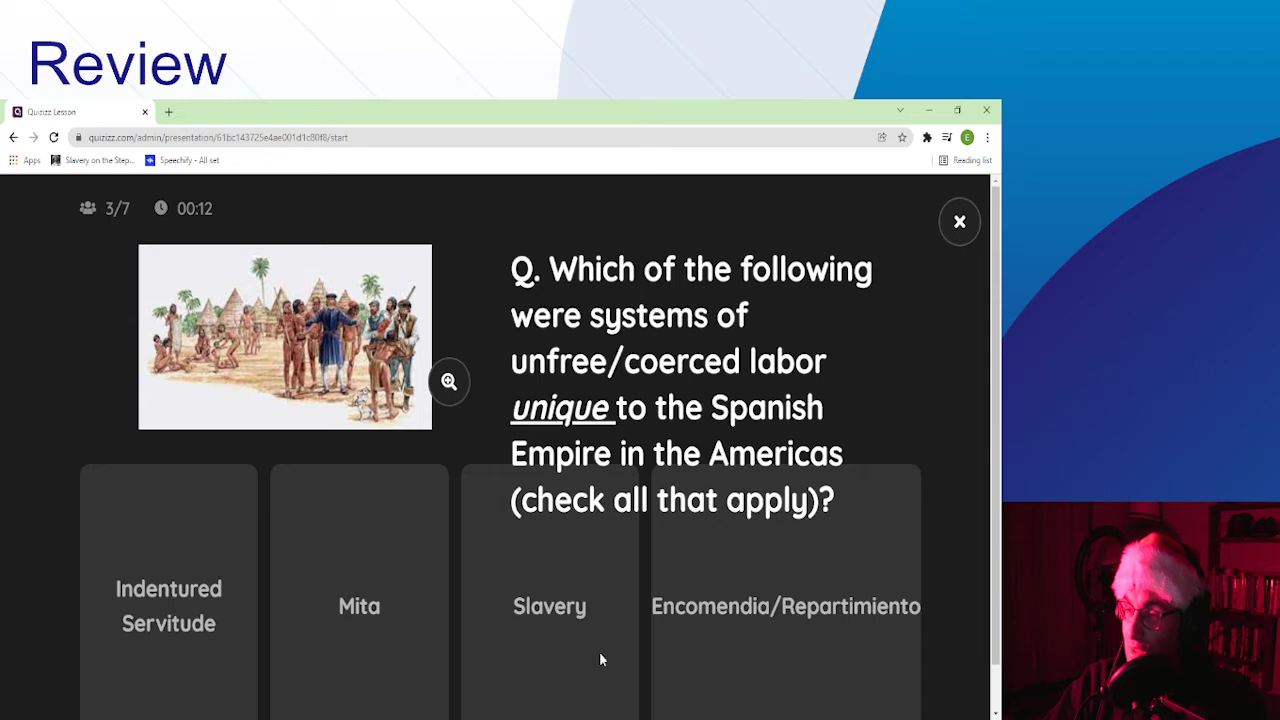 Review
Quizizz Lesson
quizizz.com/admin/presentation/61bc143725e4ae001d1c80f8/start
E
Apps
Slavery on the Step...
Speechify - All set
Reading list
3/7
00:12
Q. Which of the following
were systems of
unfree/coerced labor
unique to the Spanish
Empire in the Americas
(check all that apply)?
Indentured
Servitude
Mita
Slavery
Encomendia/Repartimiento